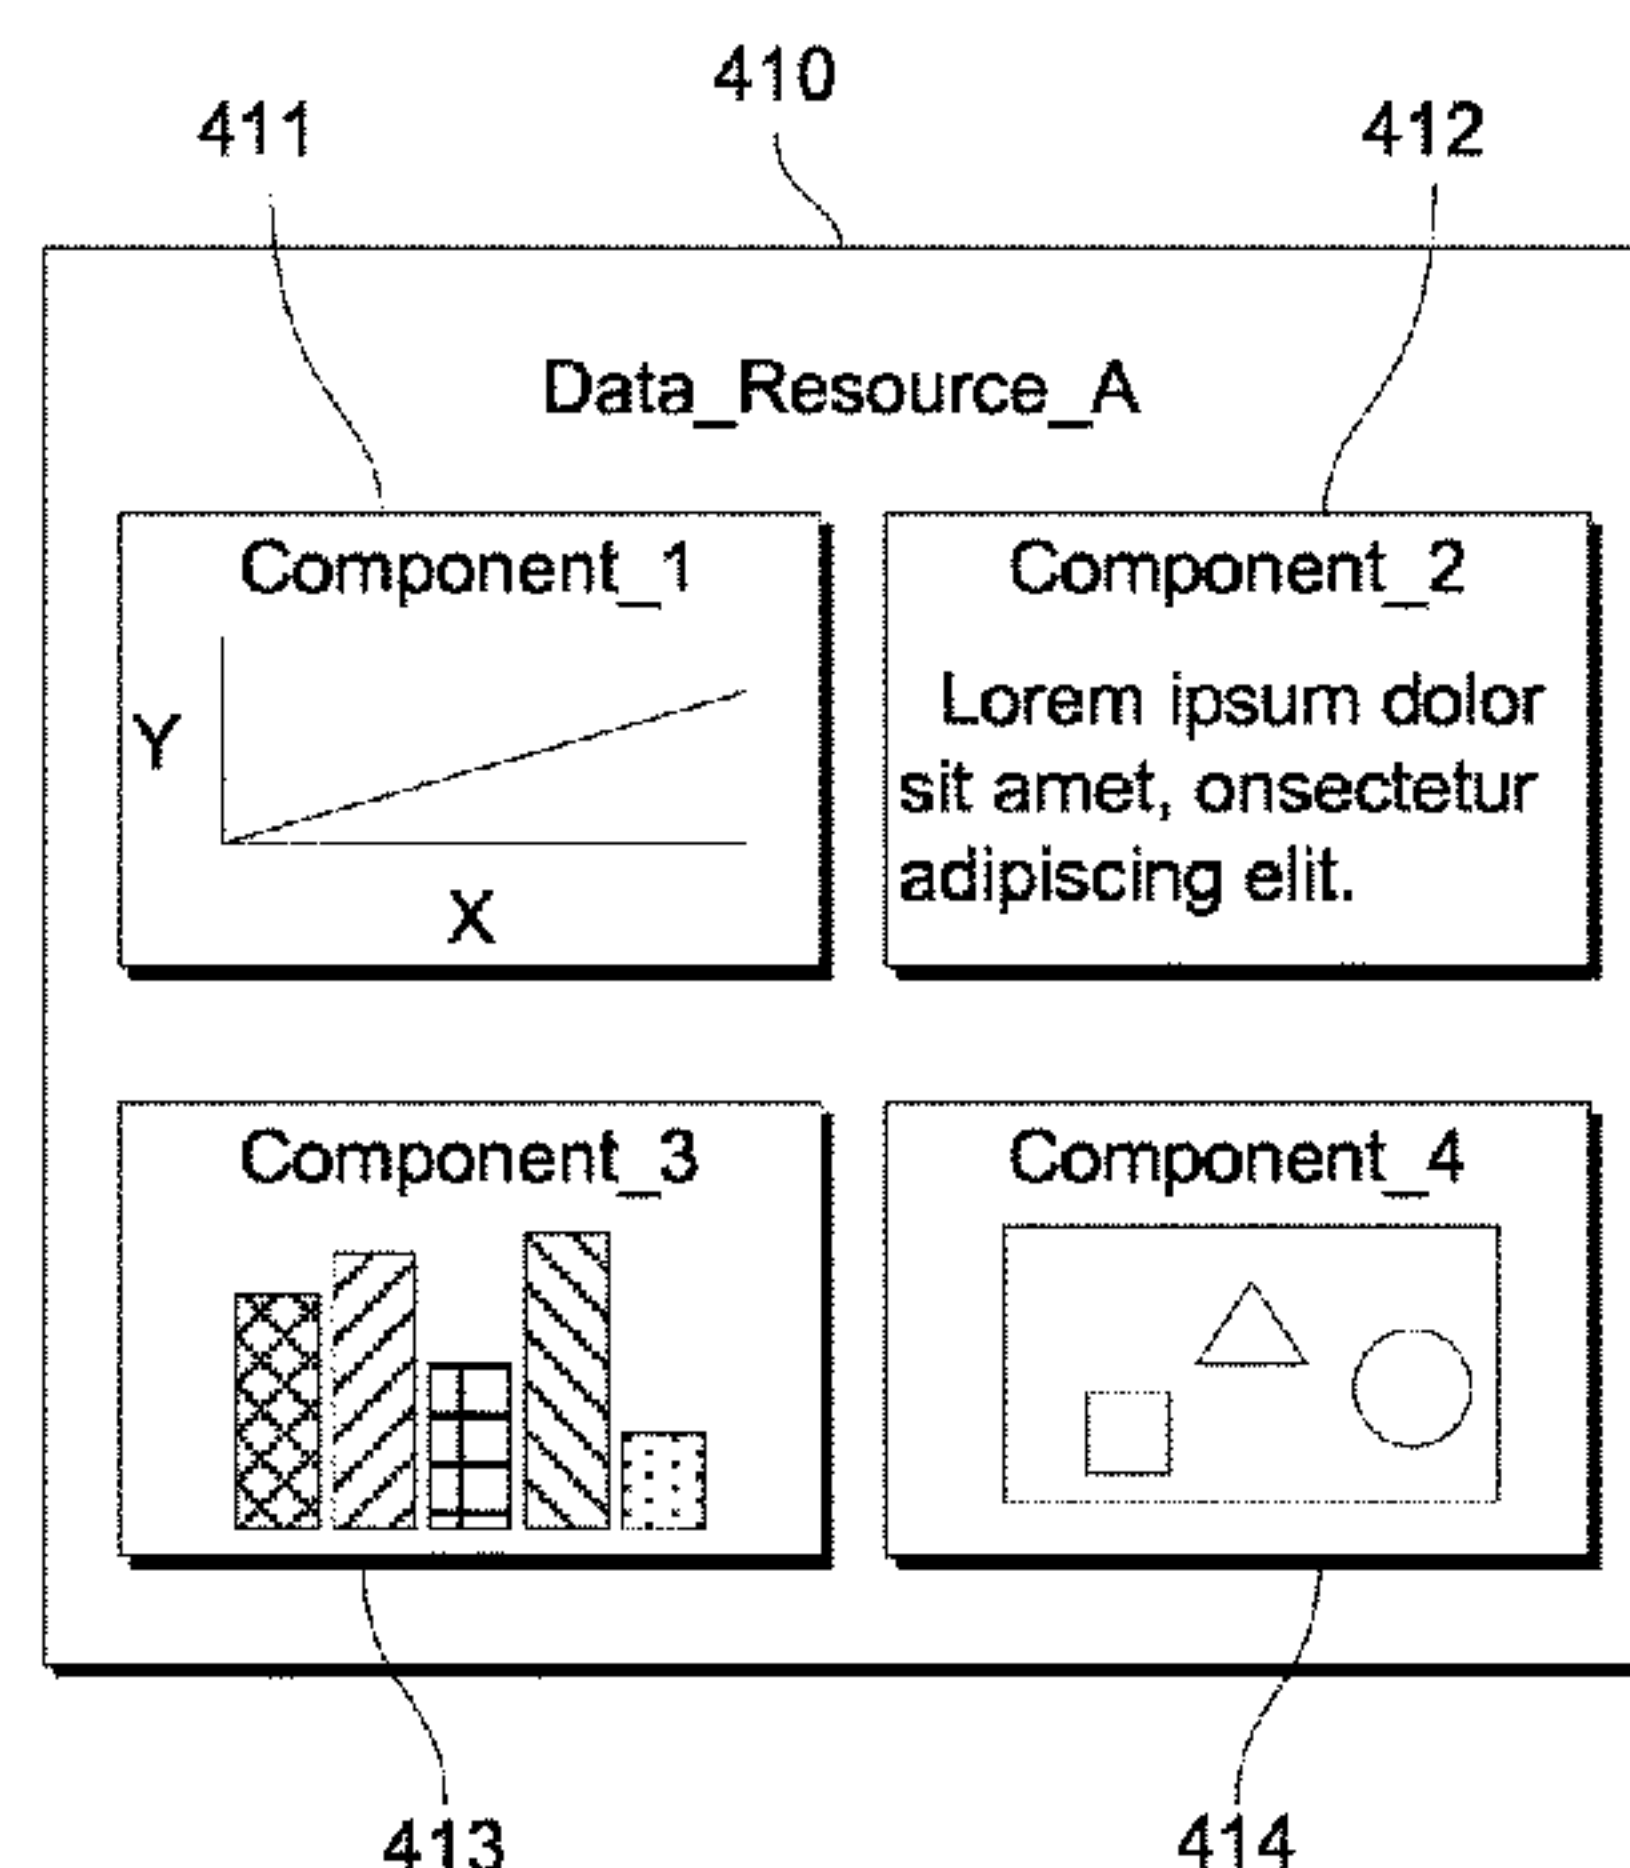 410
411
412
Data_Resource_A
Component_1
Y
X
Component_2
Lorem ipsum dolor
sit amet, onsectetur
adipiscing elit.
Component_3
Component_4
413
414